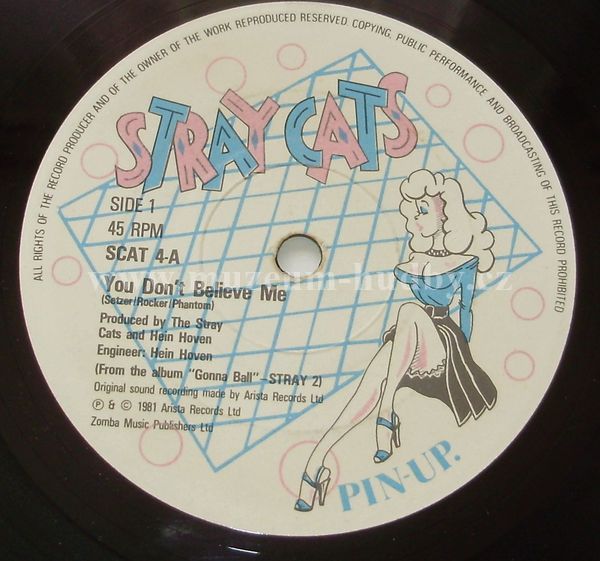 ALL RIGHTS OF THE RECORD PRODUCER AND OF THE OWNER OF THE WORK REPRODUCED RESERVED. COPYING, PUBLIC PERFORMANCE AND BROADCASTING OF THIS RECORD PROHIBITED
STRAY CATS
SIDE 1
45 RPM
SCAT 4-A
www.muzeum-hudby.cz
You Don't Believe Me
(Setzer/Rocker/Phantom)
Produced by The Stray
Cats and Hein Hoven
Engineer: Hein Hoven
(From the album "Gonna Ball"-STRAY 2)
Original sound recording made by Arista Records Ltd
℗ & © 1981 Arista Records Ltd
Zomba Music Publishers Ltd
PIN-UP.